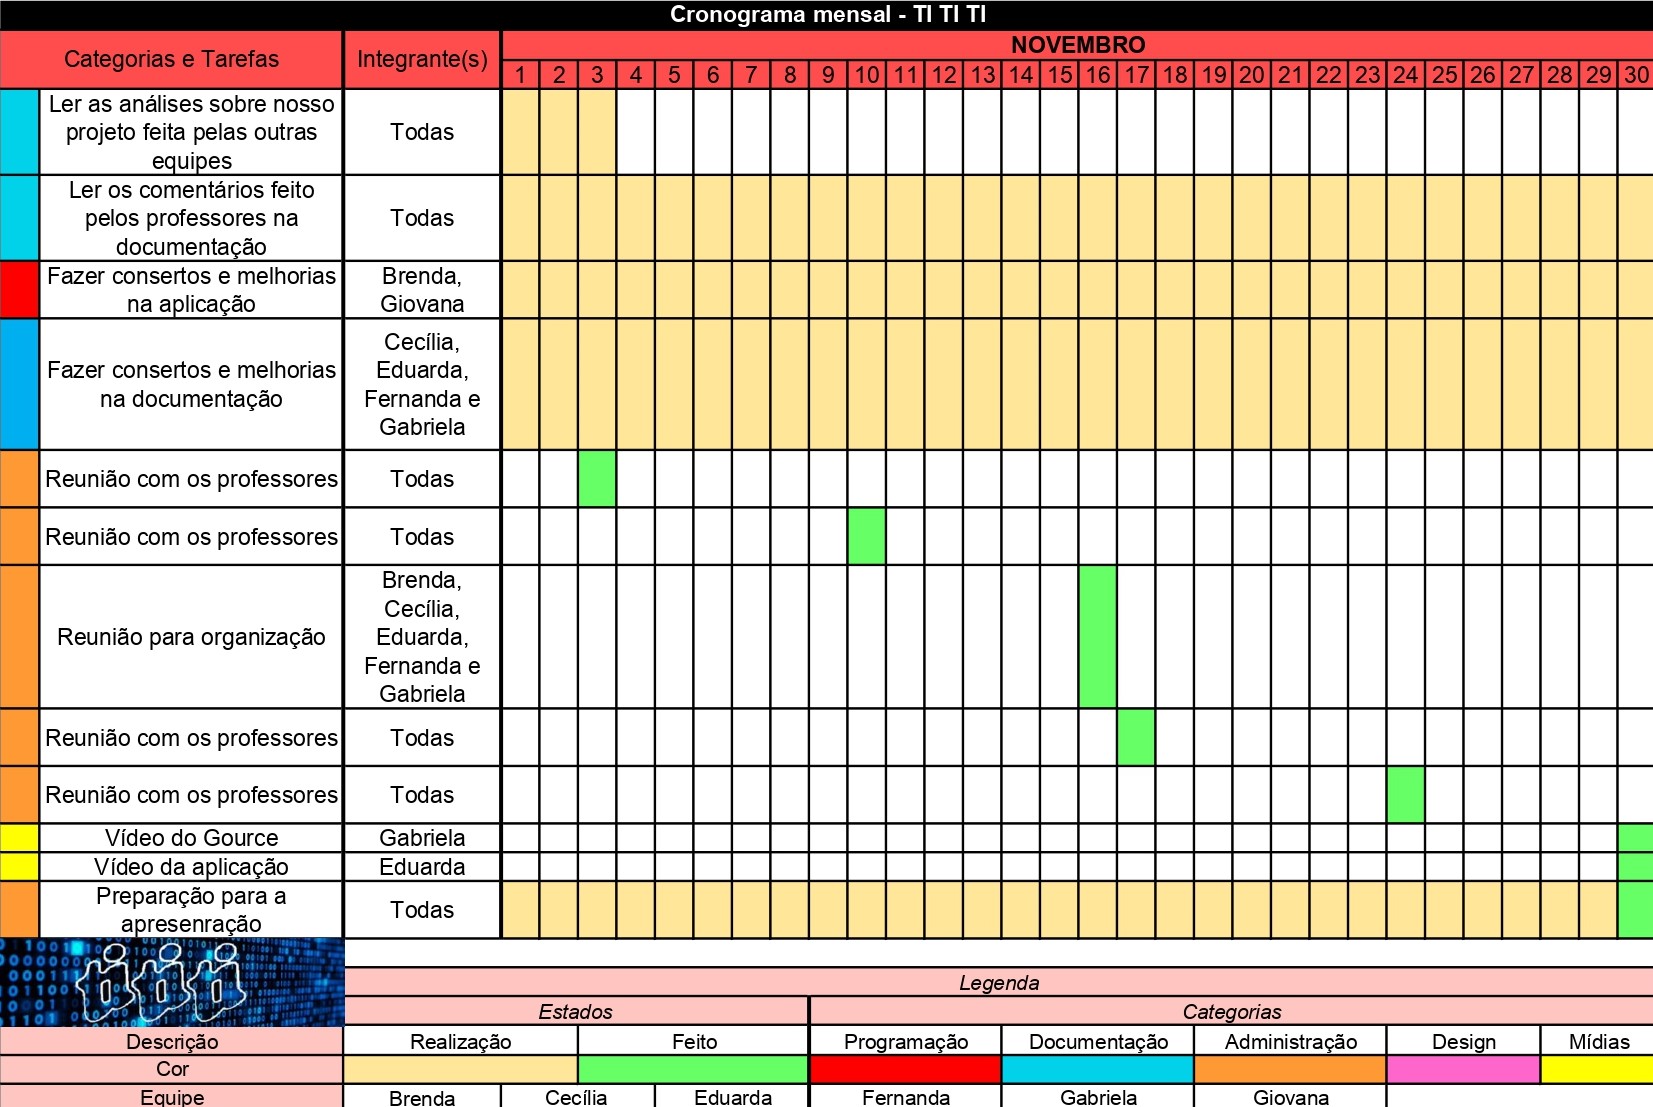 Cronograma mensal - TI TI TI
Categorias e Tarefas
Integrante(s)
NOVEMBRO
1 2 3 4 5 6 7 8 9 10 11 12 13 14 15 16 17 18 19 20 21 22 23 24 25 26 27 28 29 30
Ler as análises sobre nosso
projeto feita pelas outras
equipes
Todas
Ler os comentários feito
pelos professores na
documentação
Todas
Fazer consertos e melhorias
na aplicação
Brenda,
Giovana
Fazer consertos e melhorias
na documentação
Cecília,
Eduarda,
Fernanda e
Gabriela
Reunião com os professores
Todas
Reunião com os professores
Todas
Reunião para organização
Brenda,
Cecília,
Eduarda,
Fernanda e
Gabriela
Reunião com os professores
Todas
Reunião com os professores
Todas
Vídeo do Gource
Gabriela
Vídeo da aplicação
Eduarda
Preparação para a
apresenração
Todas
tititi
Legenda
Estados
Categorias
Descrição
Realização
Feito
Programação
Documentação
Administração
Design
Mídias
Cor
Equipe
Brenda
Cecília
Eduarda
Fernanda
Gabriela
Giovana